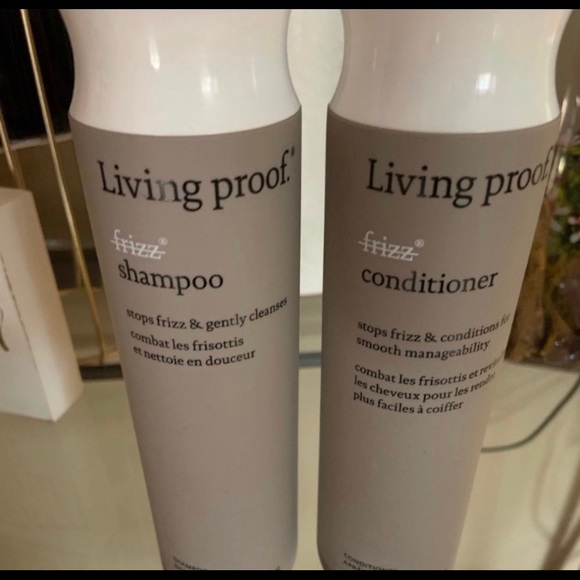 Living proof.®
frizz®
shampoo
stops frizz & gently cleanses
combat les frisottis
et nettoie en douceur
Living proof.
frizz®
conditioner
stops frizz & conditions for
smooth manageability
combat les frisottis et
les cheveux pour les rendre
plus faciles à coiffer